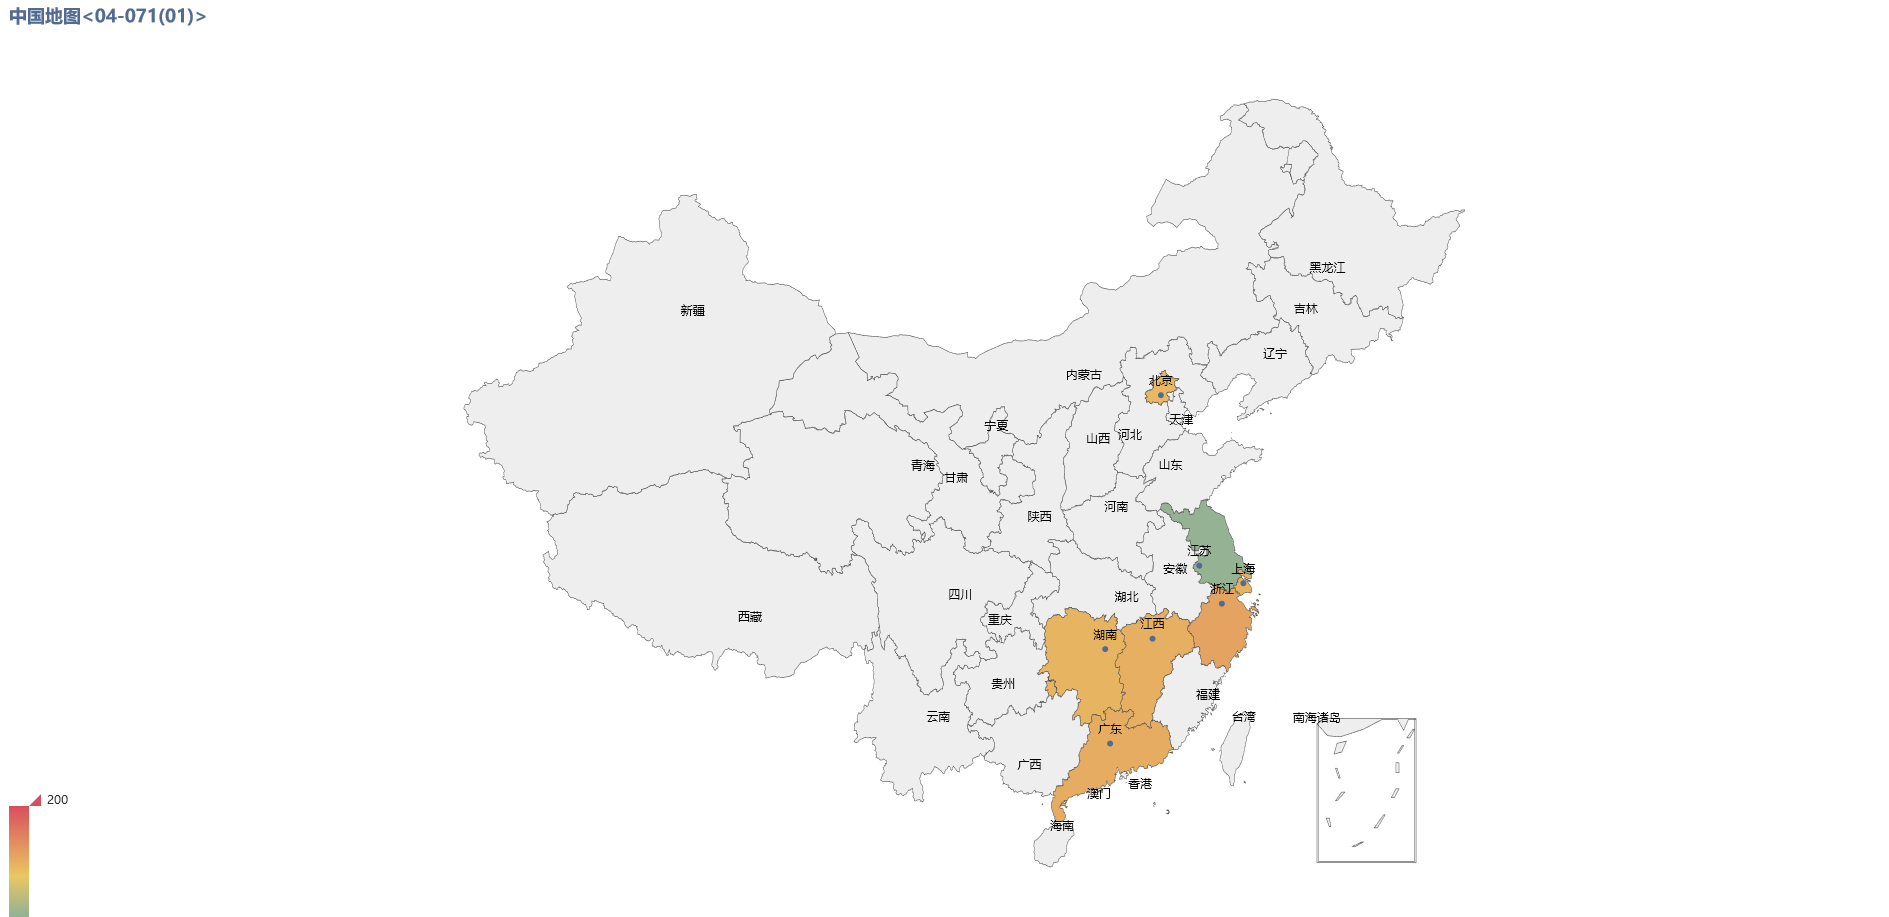 中国地图<04-071(01)>
黑龙江
吉林
新疆
辽宁
内蒙古
北京
天津
宁夏
山西
河北
青海
甘肃
山东
河南
陕西
江苏
安徽
上海
浙江
四川
湖北
西藏
重庆
江西
湖南
贵州
福建
云南
台湾
南海诸岛
广东
广西
香港
澳门
海南
200